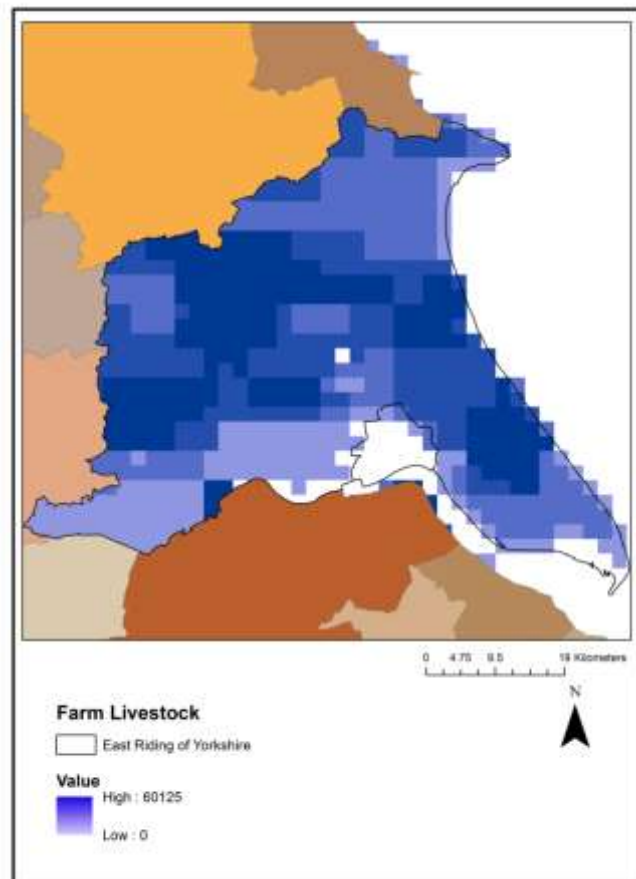 0 4.75 9.5 19 Kilometers
N
Farm Livestock
East Riding of Yorkshire
Value
High : 60125
Low : 0